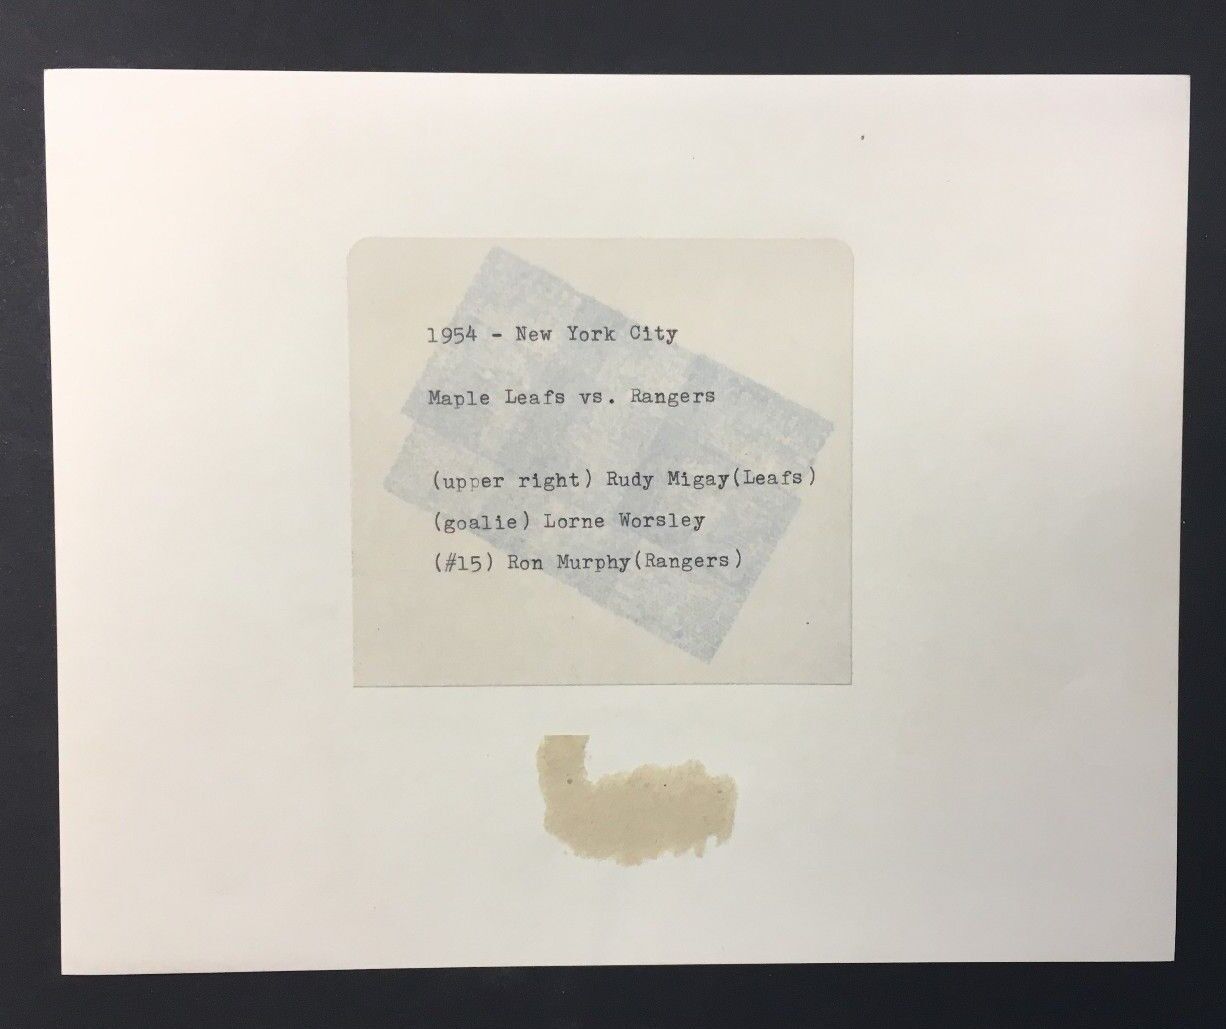 1954 - New York City
Maple Leafs vs. Rangers
(upper right) Rudy Migay(Leafs)
(goalie) Lorne Worsley
(#15) Ron Murphy(Rangers)